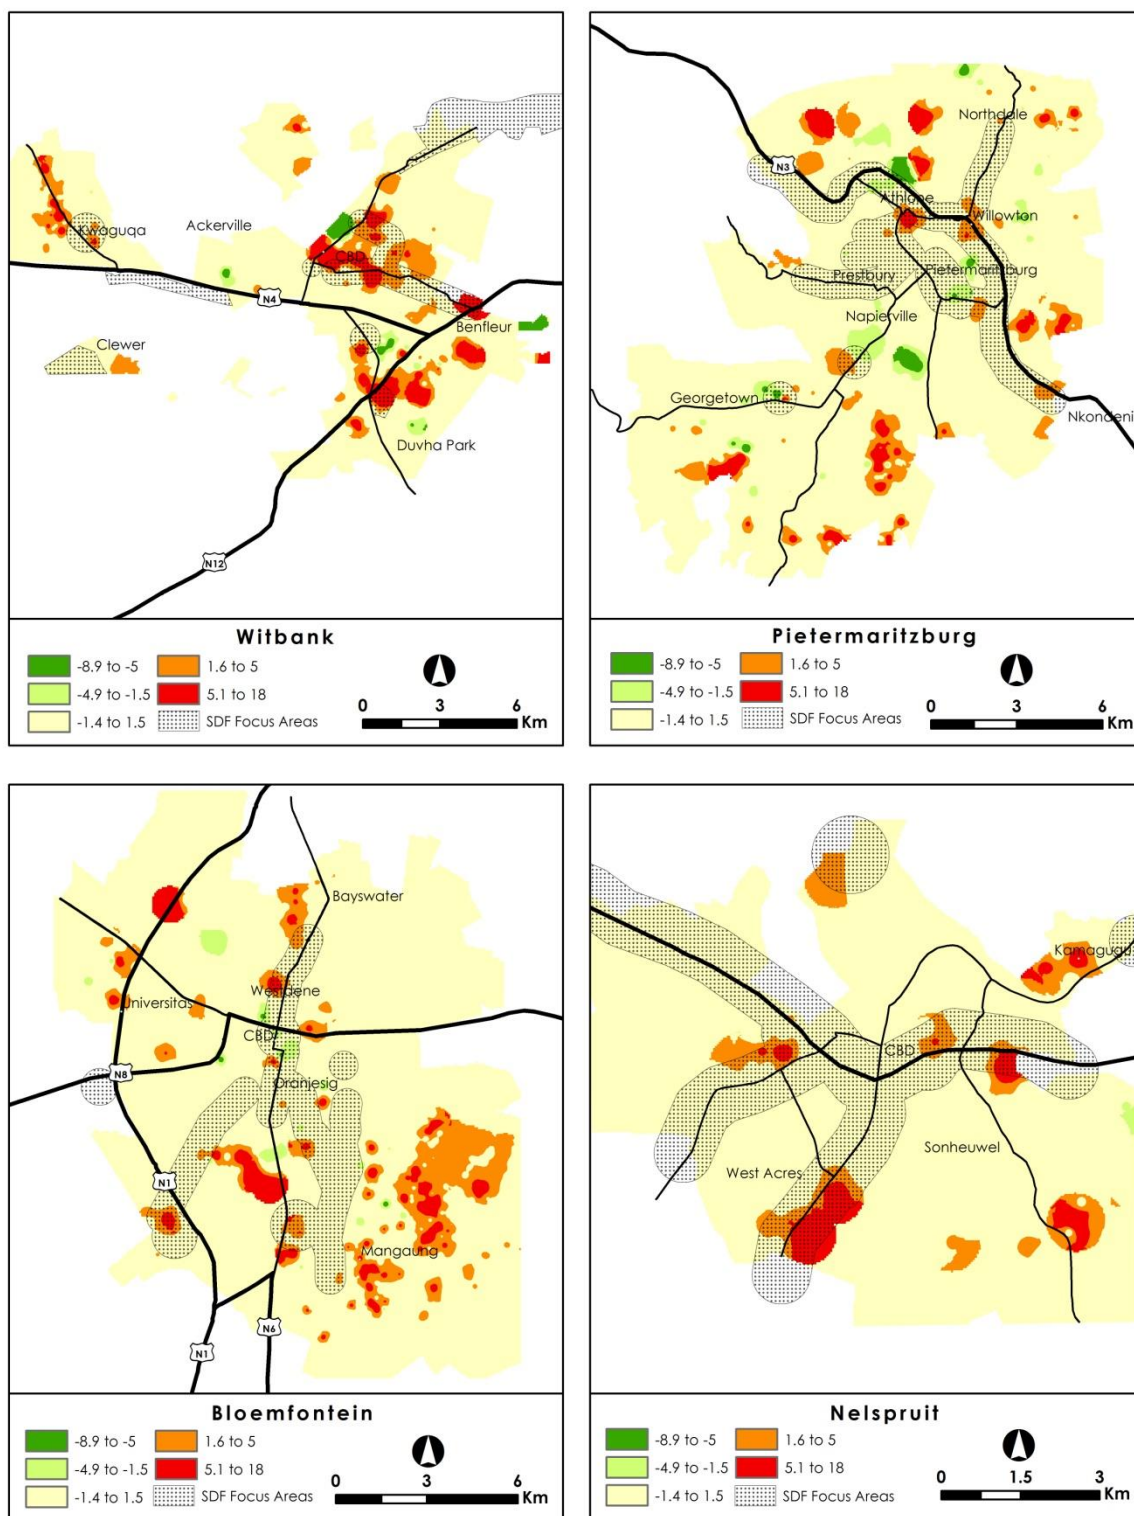 Kwaguqa
Ackerville
CBD
N4
Benfleur
Clewer
Duvha Park
N12
Witbank
-8.9 to -5
1.6 to 5
-4.9 to -1.5
5.1 to 18
-1.4 to 1.5
SDF Focus Areas
0 3 6
Km
Northdale
N3
Athlone
Willowton
Prestbury
Pietermaritzburg
Napierville
Georgetown
Nkondeni
Pietermaritzburg
-8.9 to -5
1.6 to 5
-4.9 to -1.5
5.1 to 18
-1.4 to 1.5
SDF Focus Areas
0 3 6
Km
Bayswater
Westdene
Universitas
CBD
N8
Oranjesig
N1
Mangaung
N6
N1
Bloemfontein
-8.9 to -5
1.6 to 5
-4.9 to -1.5
5.1 to 18
-1.4 to 1.5
SDF Focus Areas
0 3 6
Km
Kamagugu
CBD
West Acres
Sonheuwel
Nelspruit
-8.9 to -5
1.6 to 5
-4.9 to -1.5
5.1 to 18
-1.4 to 1.5
SDF Focus Areas
0 1.5 3
Km